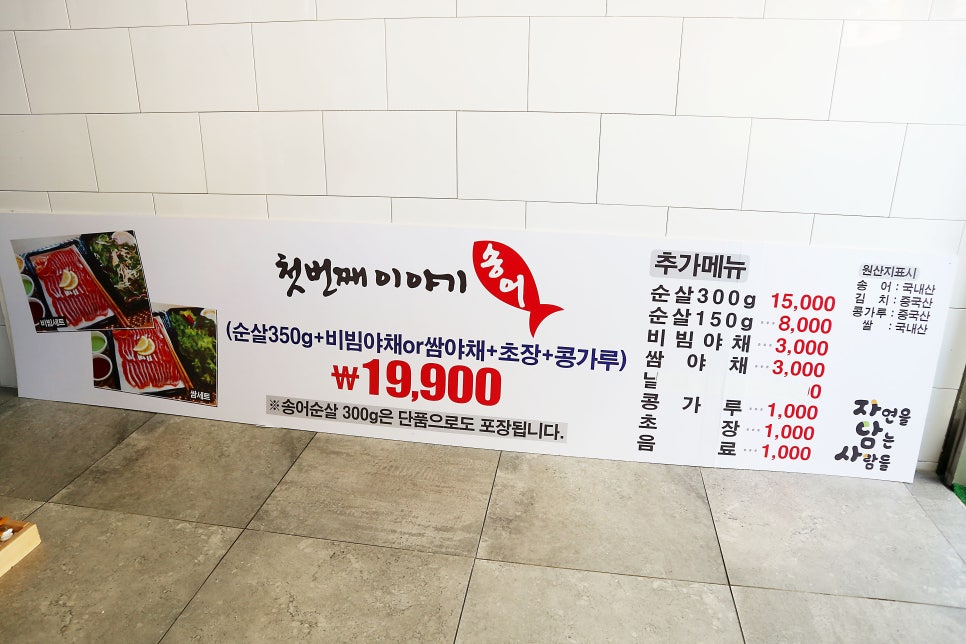 첫번째 이야기 송어
(순살350g+비빔야채or쌈야채+초장+콩가루)
₩19,900
※ 송어순살 300g은 단품으로도 포장됩니다.
비빔세트
쌈세트
추가메뉴
순살300g 15,000
순살150g ··· 8,000
비빔야채 ··· 3,000
쌈야채 ··· 3,000
날 0
콩가루 ··· 1,000
초장 ··· 1,000
음료 ··· 1,000
원산지표시
송어 : 국내산
김치 : 중국산
콩가루 : 중국산
쌀 : 국내산
자연을
남는
사람들